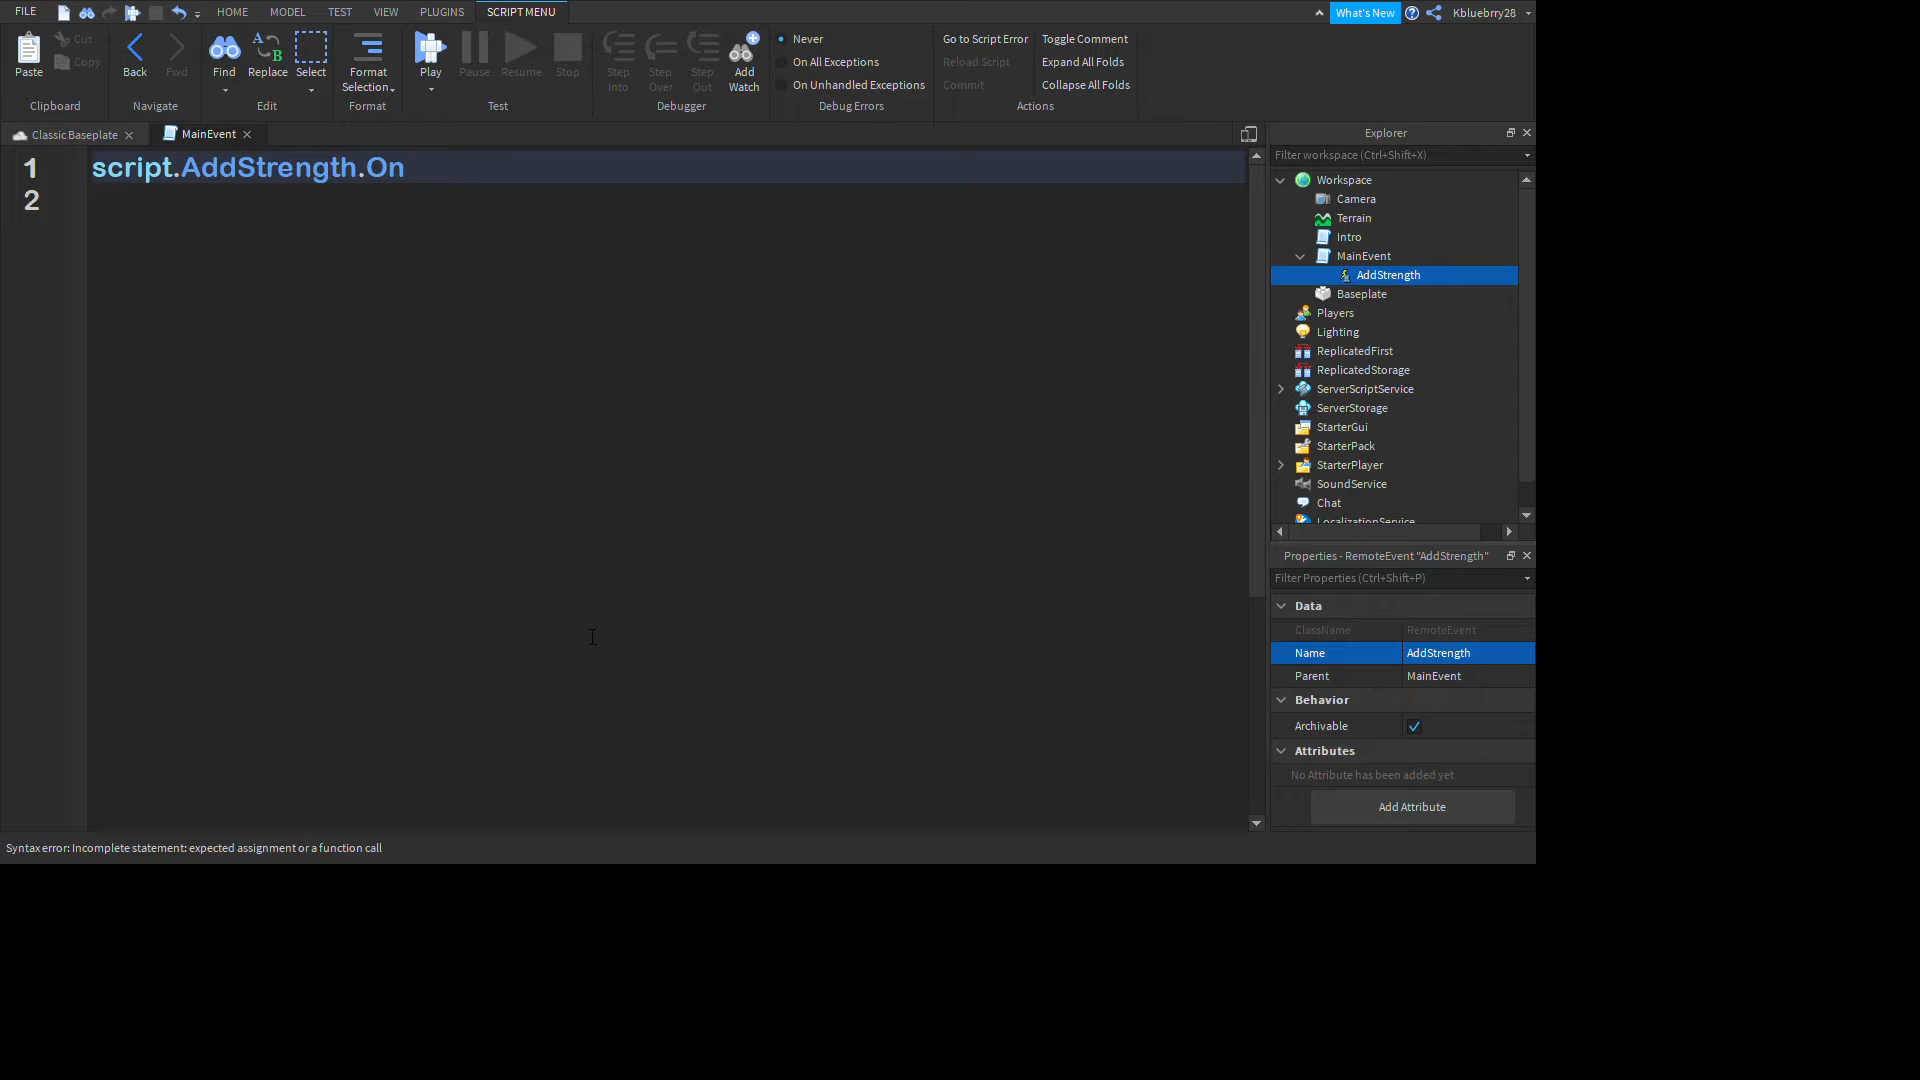 FILE
HOME
MODEL
TEST
VIEW
PLUGINS
SCRIPT MENU
What's New
Kbluebrry28
Paste
Cut
Copy
Clipboard
Back
Fwd
Navigate
Find
Replace
Select
Edit
Format
Selection
Format
Play
Pause
Resume
Stop
Test
Step
Into
Step
Over
Step
Out
Add
Watch
Debugger
Never
On All Exceptions
On Unhandled Exceptions
Debug Errors
Go to Script Error
Reload Script
Commit
Toggle Comment
Expand All Folds
Collapse All Folds
Actions
Classic Baseplate
MainEvent
1 script.AddStrength.On
2
Explorer
Filter workspace (Ctrl+Shift+X)
Workspace
Camera
Terrain
Intro
MainEvent
AddStrength
Baseplate
Players
Lighting
ReplicatedFirst
ReplicatedStorage
ServerScriptService
ServerStorage
StarterGui
StarterPack
StarterPlayer
SoundService
Chat
LocalizationService
Properties - RemoteEvent "AddStrength"
Filter Properties (Ctrl+Shift+P)
Data
ClassName RemoteEvent
Name AddStrength
Parent MainEvent
Behavior
Archivable
Attributes
No Attribute has been added yet
Add Attribute
Syntax error: Incomplete statement: expected assignment or a function call